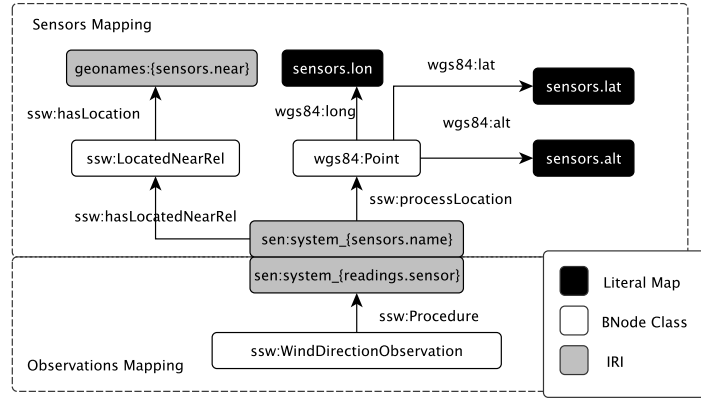 Sensors Mapping
geonames:{sensors.near}
sensors.lon
wgs84:lat
sensors.lat
ssw:hasLocation
wgs84:long
wgs84:alt
ssw:LocatedNearRel
wgs84:Point
sensors.alt
ssw:processLocation
ssw:hasLocatedNearRel
sen:system_{sensors.name}
sen:system_{readings.sensor}
Literal Map
ssw:Procedure
BNode Class
ssw:WindDirectionObservation
Observations Mapping
IRI